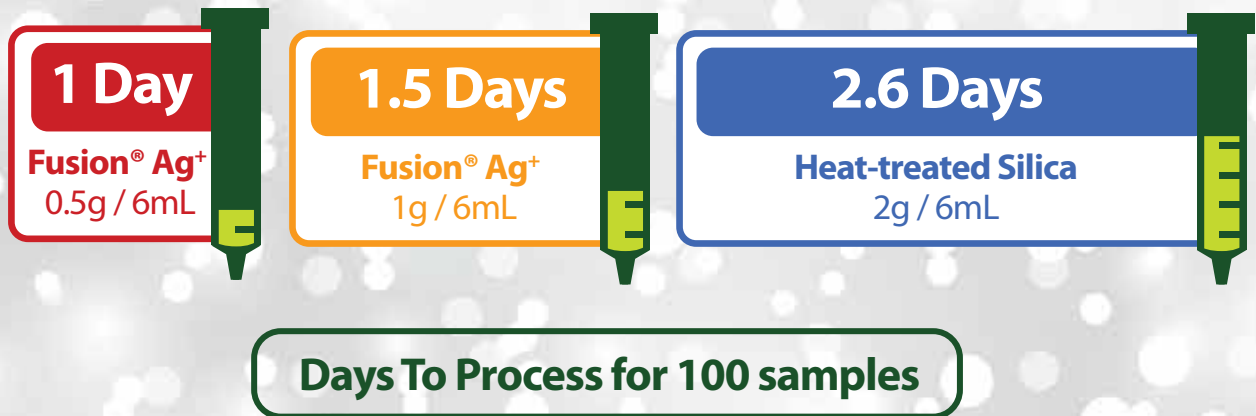 1 Day
Fusion® Ag⁺
0.5g / 6mL
1.5 Days
Fusion® Ag⁺
1g / 6mL
2.6 Days
Heat-treated Silica
2g / 6mL
Days To Process for 100 samples